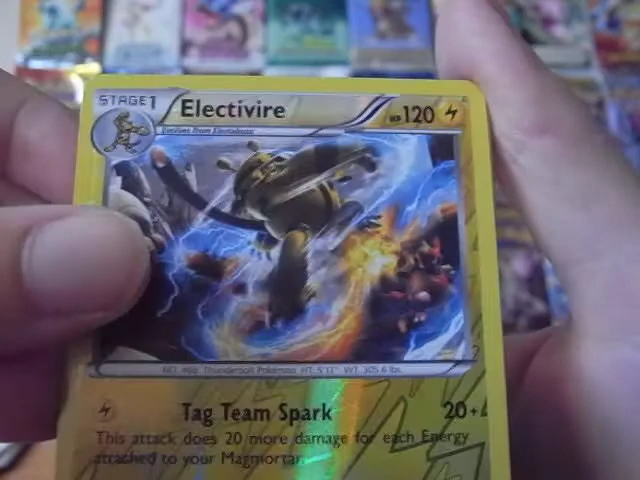 STAGE 1
Electivire
HP 120
Evolves from Electabuzz
NO. 466 Thunderbolt Pokémon HT: 5'11" WT: 305.6 lbs.
Tag Team Spark 20+
This attack does 20 more damage for each Energy
attached to your Magmortar.